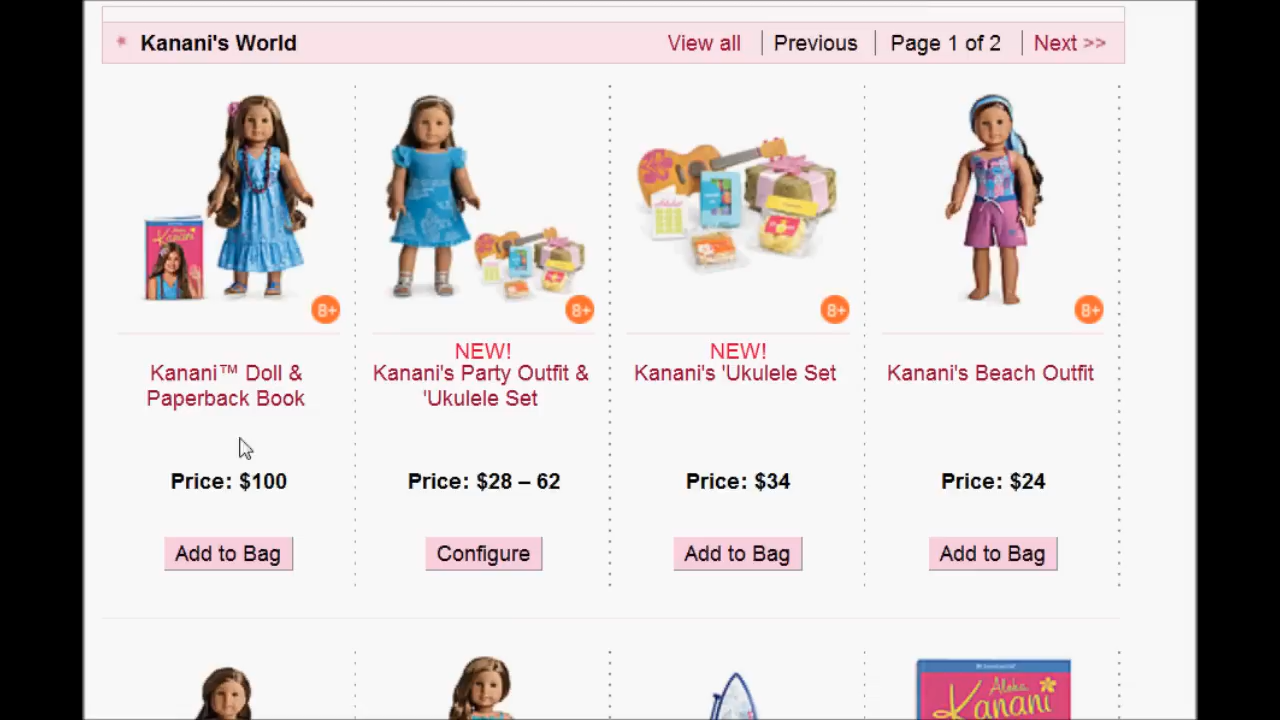 Kanani's World
View all
Previous
Page 1 of 2
Next >>
Kanani
8+
8+
8+
8+
Kanani™ Doll &
Paperback Book
NEW!
Kanani's Party Outfit &
'Ukulele Set
NEW!
Kanani's 'Ukulele Set
Kanani's Beach Outfit
Price: $100
Price: $28 – 62
Price: $34
Price: $24
Add to Bag
Configure
Add to Bag
Add to Bag
Aloha
Kanani